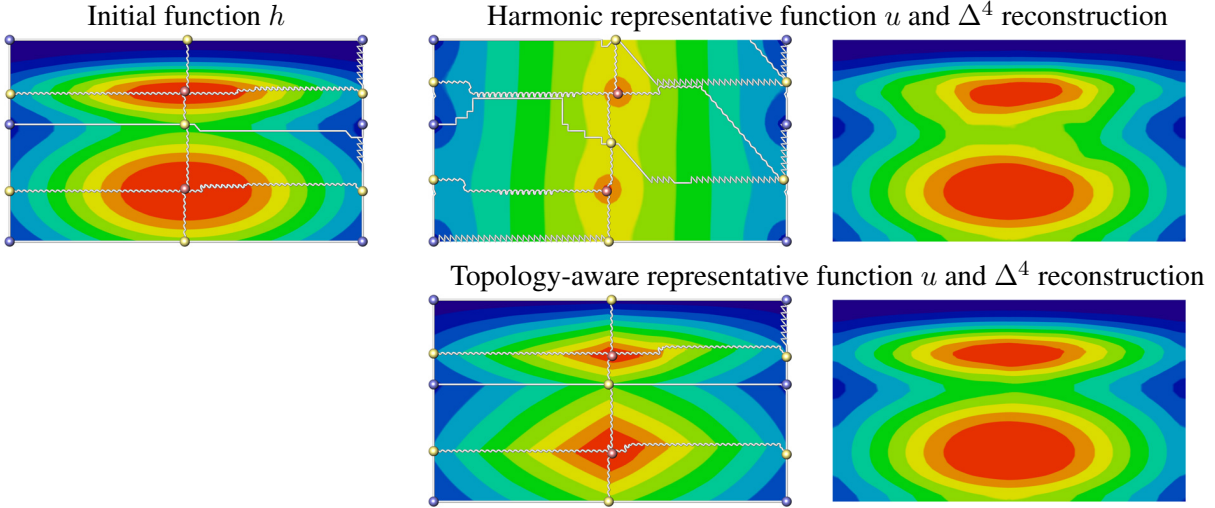 Initial function h
Harmonic representative function u and Δ⁴ reconstruction
Topology-aware representative function u and Δ⁴ reconstruction